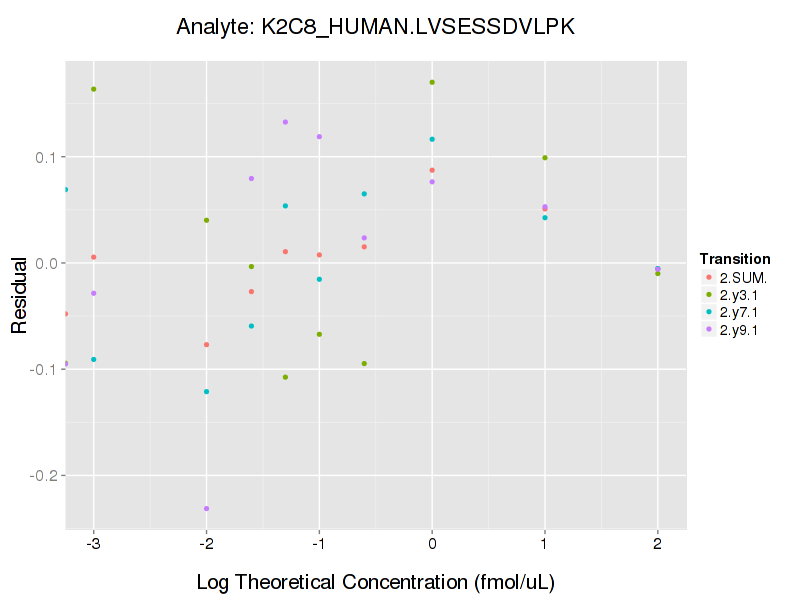 Analyte: K2C8_HUMAN.LVSESSDVLPK
0.1
0.0
-0.1
-0.2
Residual
-3
-2
-1
0
1
2
Log Theoretical Concentration (fmol/uL)
Transition
2.SUM.
2.y3.1
2.y7.1
2.y9.1